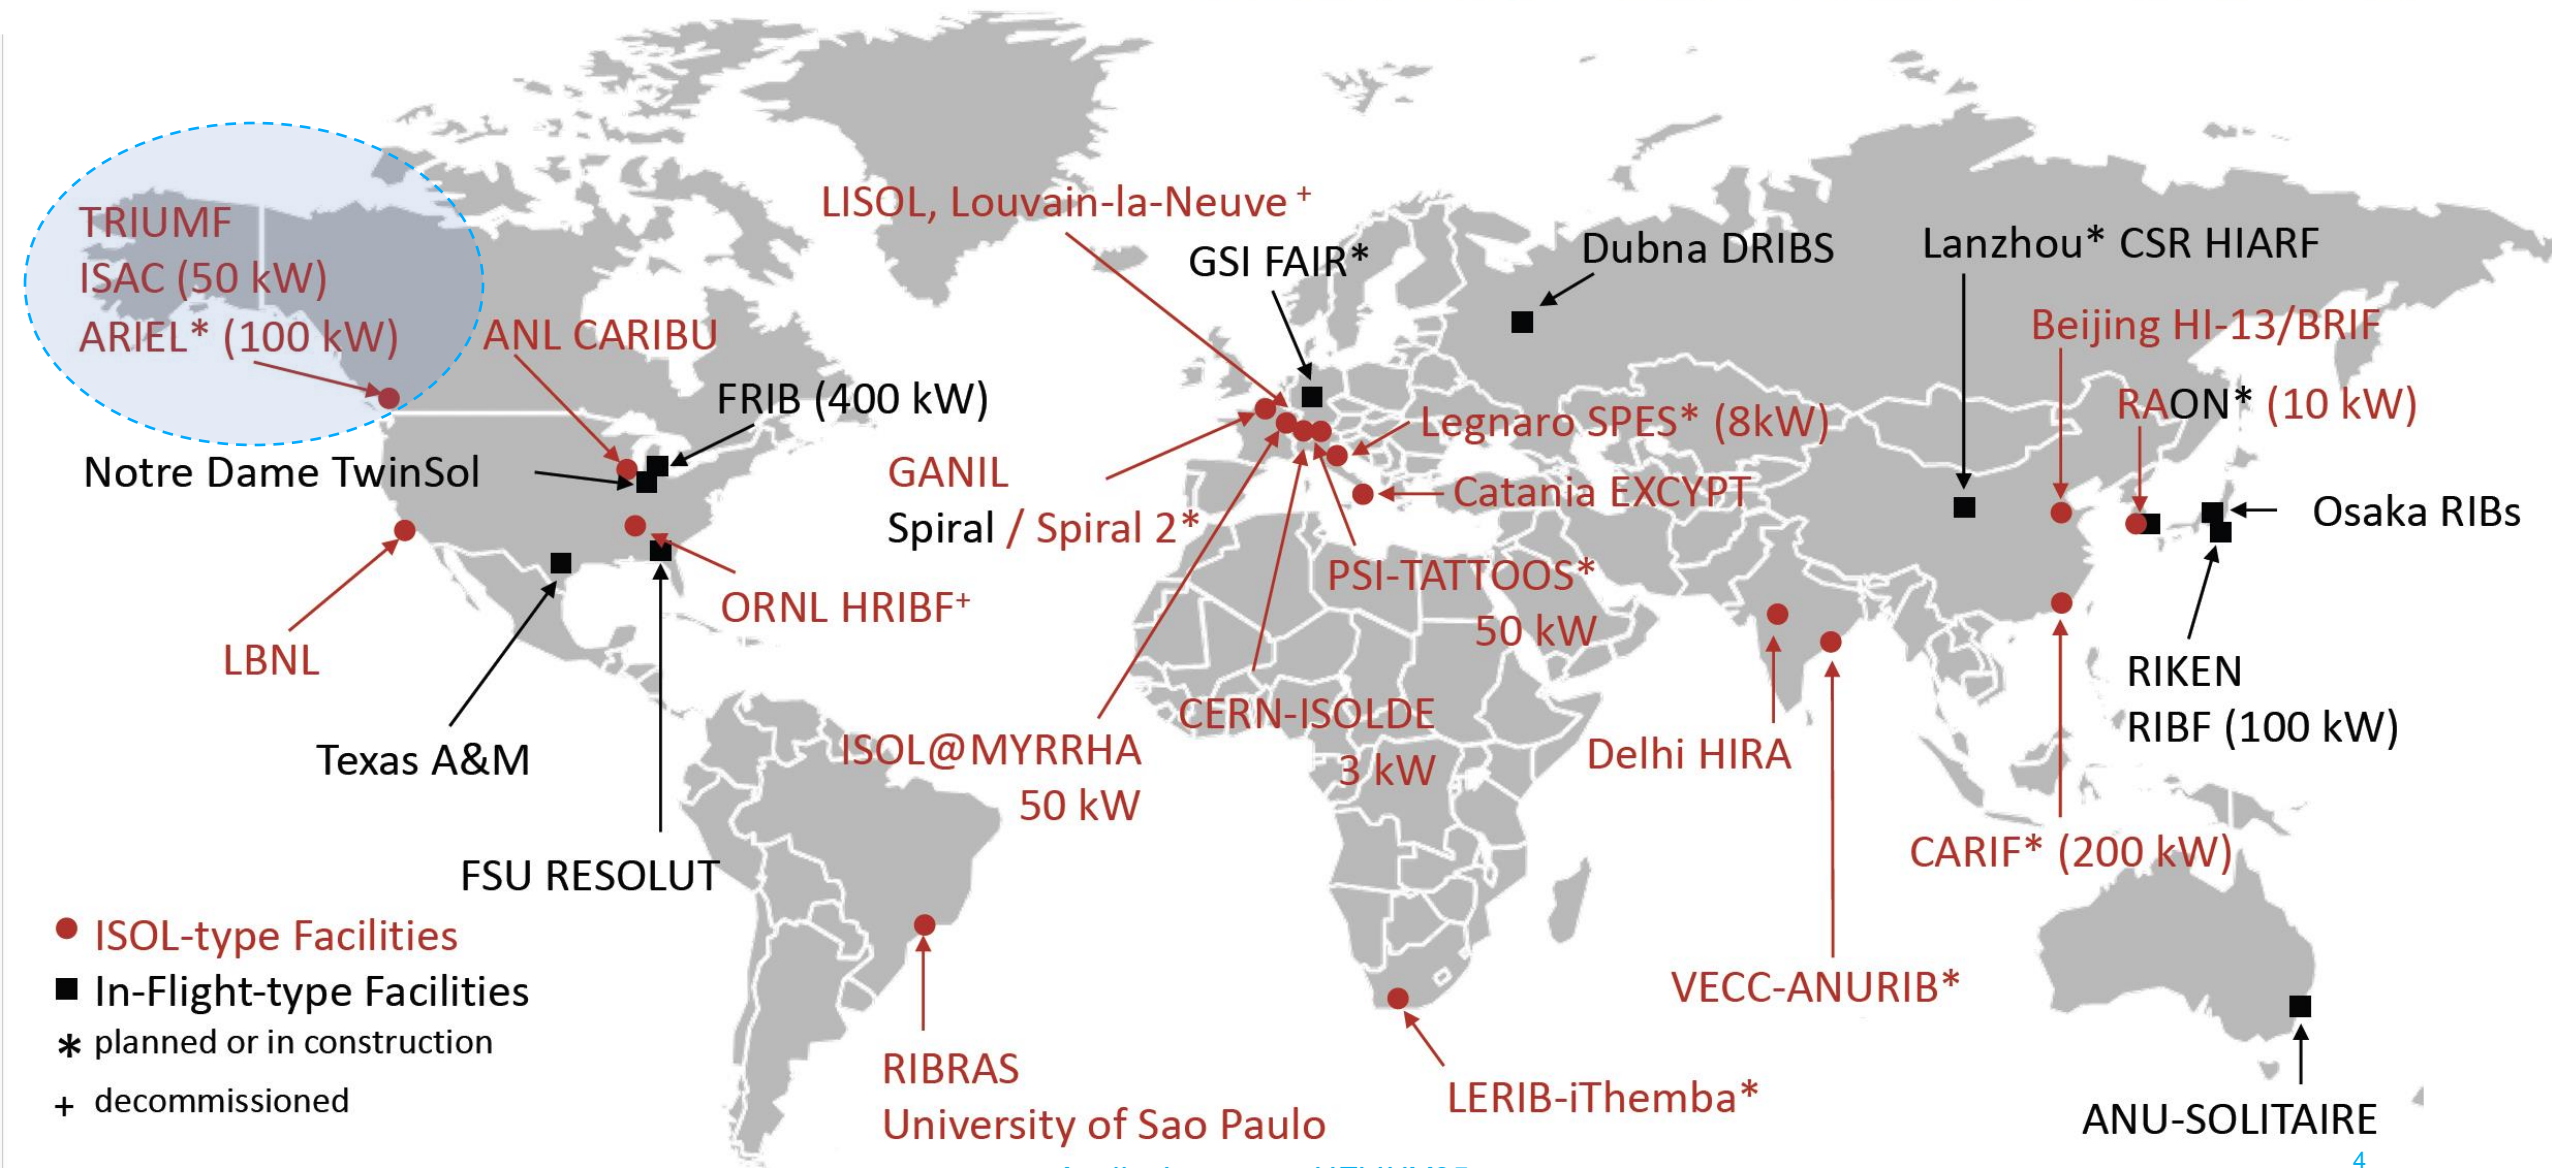 TRIUMF
ISAC (50 kW)
ARIEL* (100 kW)
ANL CARIBU
FRIB (400 kW)
Notre Dame TwinSol
LBNL
ORNL HRIBF+
Texas A&M
FSU RESOLUT
LISOL, Louvain-la-Neuve +
GSI FAIR*
Dubna DRIBS
Lanzhou* CSR HIARF
Beijing HI-13/BRIF
RAON* (10 kW)
Legnaro SPES* (8kW)
GANIL
Spiral / Spiral 2*
Catania EXCYPT
Osaka RIBs
PSI-TATTOOS*
50 kW
RIKEN
RIBF (100 kW)
CERN-ISOLDE
3 kW
ISOL@MYRRHA
50 kW
Delhi HIRA
CARIF* (200 kW)
VECC-ANURIB*
RIBRAS
University of Sao Paulo
LERIB-iThemba*
ANU-SOLITAIRE
ISOL-type Facilities
In-Flight-type Facilities
* planned or in construction
+ decommissioned
4